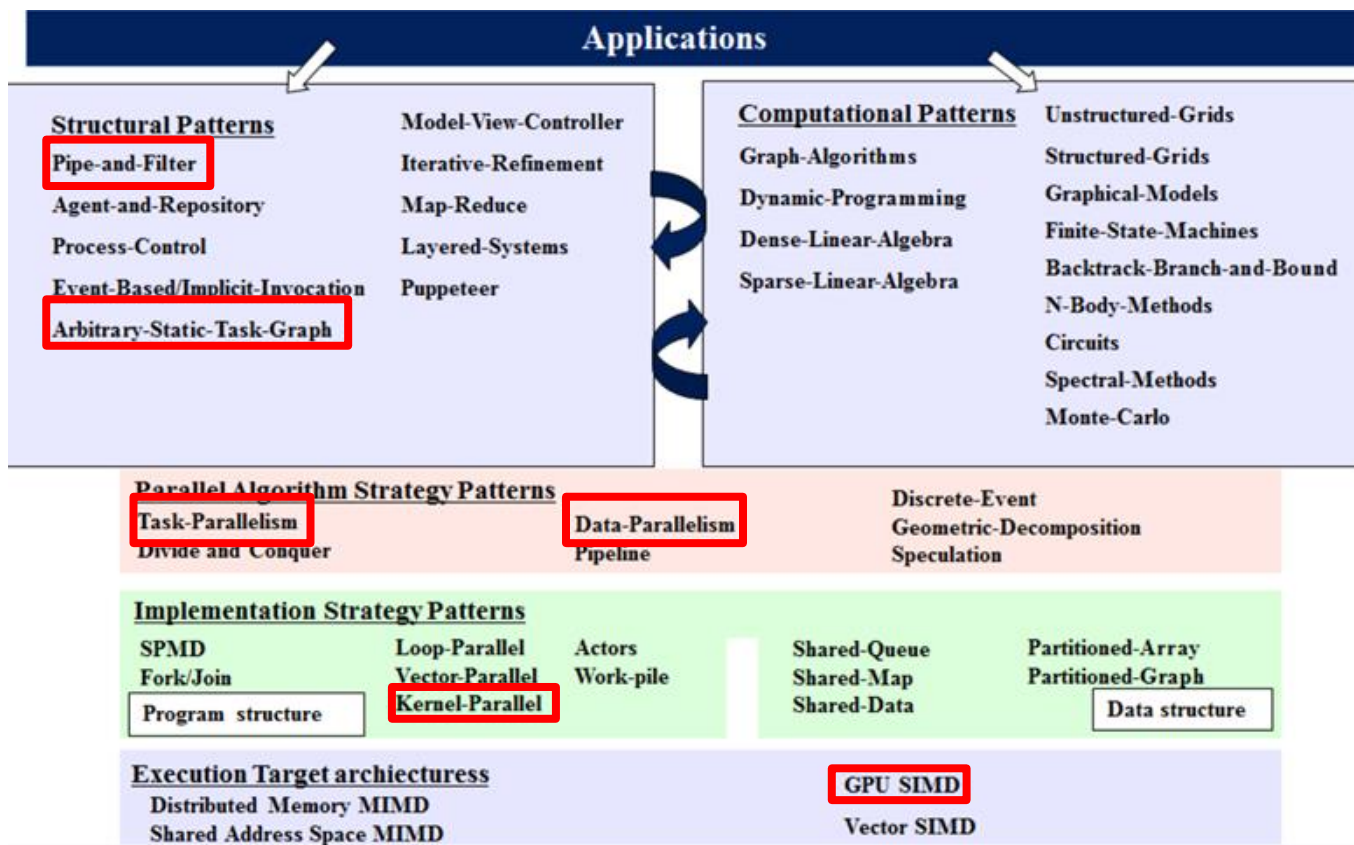 Applications
Structural Patterns
Pipe-and-Filter
Agent-and-Repository
Process-Control
Event-Based/Implicit-Invocation
Arbitrary-Static-Task-Graph
Model-View-Controller
Iterative-Refinement
Map-Reduce
Layered-Systems
Puppeteer
Computational Patterns
Graph-Algorithms
Dynamic-Programming
Dense-Linear-Algebra
Sparse-Linear-Algebra
Unstructured-Grids
Structured-Grids
Graphical-Models
Finite-State-Machines
Backtrack-Branch-and-Bound
N-Body-Methods
Circuits
Spectral-Methods
Monte-Carlo
Parallel Algorithm Strategy Patterns
Task-Parallelism
Divide and Conquer
Data-Parallelism
Pipeline
Discrete-Event
Geometric-Decomposition
Speculation
Implementation Strategy Patterns
SPMD
Fork/Join
Program structure
Loop-Parallel
Vector-Parallel
Kernel-Parallel
Actors
Work-pile
Shared-Queue
Shared-Map
Shared-Data
Partitioned-Array
Partitioned-Graph
Data structure
Execution Target archiecturess
Distributed Memory MIMD
Shared Address Space MIMD
GPU SIMD
Vector SIMD